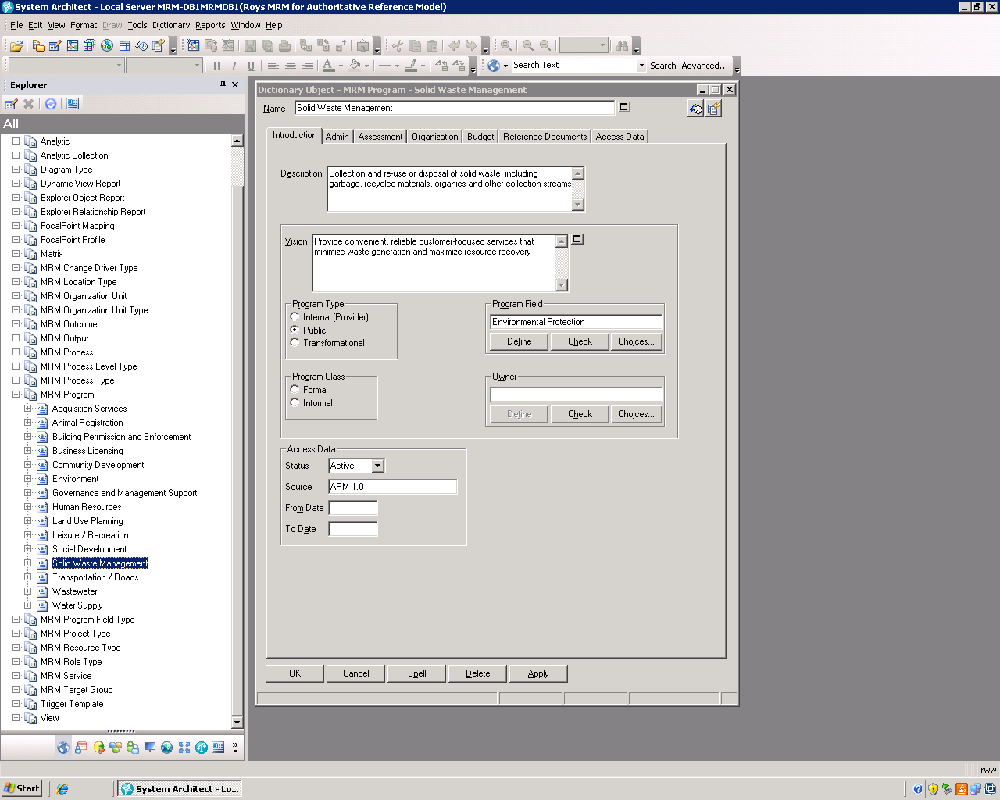 System Architect - Local Server MRM-DB1MRMDB1(Roys MRM for Authoritative Reference Model)
File Edit View Format Draw Tools Dictionary Reports Window Help
B I U A Search Text Search Advanced...
Explorer
All
Analytic
Analytic Collection
Diagram Type
Dynamic View Report
Explorer Object Report
Explorer Relationship Report
FocalPoint Mapping
FocalPoint Profile
Matrix
MRM Change Driver Type
MRM Location Type
MRM Organization Unit
MRM Organization Unit Type
MRM Outcome
MRM Output
MRM Process
MRM Process Level Type
MRM Process Type
MRM Program
Acquisition Services
Animal Registration
Building Permission and Enforcement
Business Licensing
Community Development
Environment
Governance and Management Support
Human Resources
Land Use Planning
Leisure / Recreation
Social Development
Solid Waste Management
Transportation / Roads
Wastewater
Water Supply
MRM Program Field Type
MRM Project Type
MRM Resource Type
MRM Role Type
MRM Service
MRM Target Group
Trigger Template
View
Dictionary Object - MRM Program - Solid Waste Management
Name Solid Waste Management
Introduction Admin Assessment Organization Budget Reference Documents Access Data
Description Collection and re-use or disposal of solid waste, including
garbage, recycled materials, organics and other collection streams
Vision Provide convenient, reliable customer-focused services that
minimize waste generation and maximize resource recovery
Program Type
Internal (Provider)
Public
Transformational
Program Field
Environmental Protection
Define Check Choices...
Program Class
Formal
Informal
Owner
Define Check Choices...
Access Data
Status Active
Source ARM 1.0
From Date
To Date
OK Cancel Spell Delete Apply
rww
Start System Architect - Lo...